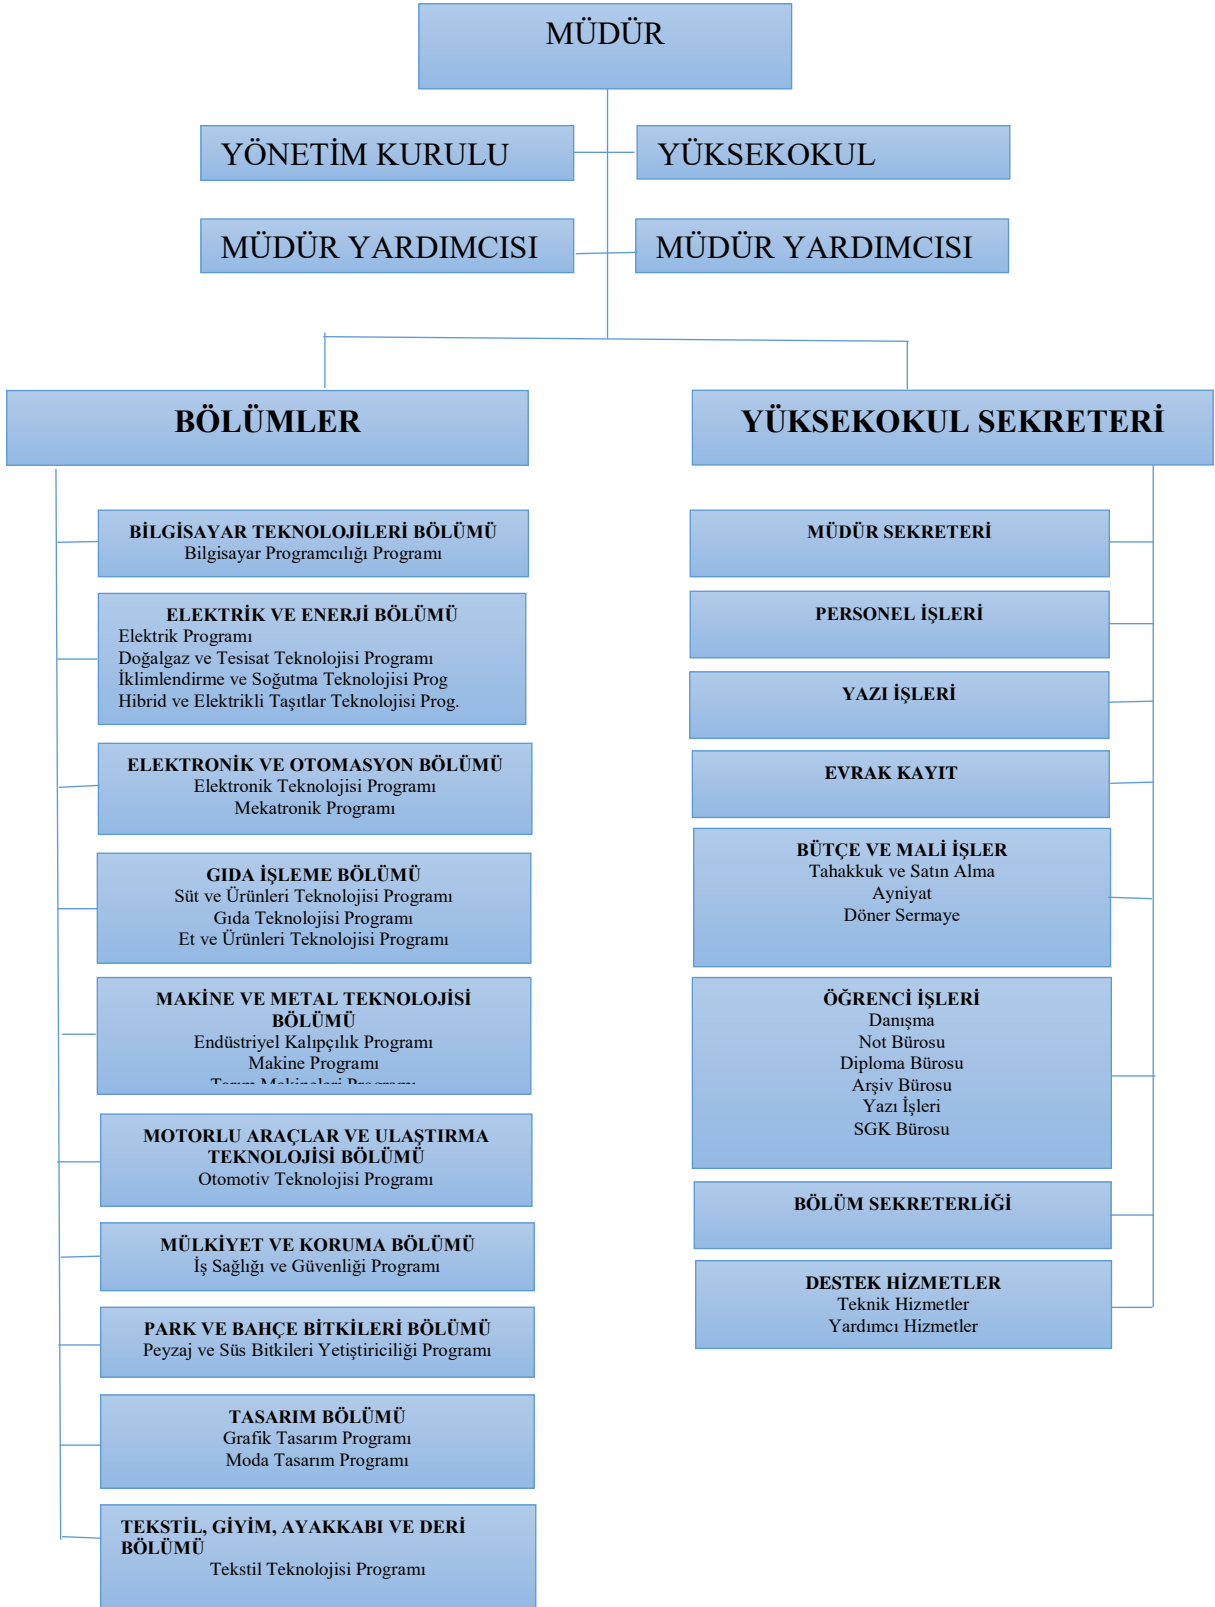 MÜDÜR
YÖNETİM KURULU
YÜKSEKOKUL
MÜDÜR YARDIMCISI
MÜDÜR YARDIMCISI
BÖLÜMLER
BİLGİSAYAR TEKNOLOJİLERİ BÖLÜMÜ
Bilgisayar Programcılığı Programı
ELEKTRİK VE ENERJİ BÖLÜMÜ
Elektrik Programı
Doğalgaz ve Tesisat Teknolojisi Programı
İklimlendirme ve Soğutma Teknolojisi Prog
Hibrid ve Elektrikli Taşıtlar Teknolojisi Prog.
ELEKTRONİK VE OTOMASYON BÖLÜMÜ
Elektronik Teknolojisi Programı
Mekatronik Programı
GIDA İŞLEME BÖLÜMÜ
Süt ve Ürünleri Teknolojisi Programı
Gıda Teknolojisi Programı
Et ve Ürünleri Teknolojisi Programı
MAKİNE VE METAL TEKNOLOJİSİ
BÖLÜMÜ
Endüstriyel Kalıpçılık Programı
Makine Programı
Tarım Makineleri Programı
MOTORLU ARAÇLAR VE ULAŞTIRMA
TEKNOLOJİSİ BÖLÜMÜ
Otomotiv Teknolojisi Programı
MÜLKİYET VE KORUMA BÖLÜMÜ
İş Sağlığı ve Güvenliği Programı
PARK VE BAHÇE BİTKİLERİ BÖLÜMÜ
Peyzaj ve Süs Bitkileri Yetiştiriciliği Programı
TASARIM BÖLÜMÜ
Grafik Tasarım Programı
Moda Tasarım Programı
TEKSTİL, GİYİM, AYAKKABI VE DERİ
BÖLÜMÜ
Tekstil Teknolojisi Programı
YÜKSEKOKUL SEKRETERİ
MÜDÜR SEKRETERİ
PERSONEL İŞLERİ
YAZI İŞLERİ
EVRAK KAYIT
BÜTÇE VE MALİ İŞLER
Tahakkuk ve Satın Alma
Ayniyat
Döner Sermaye
ÖĞRENCİ İŞLERİ
Danışma
Not Bürosu
Diploma Bürosu
Arşiv Bürosu
Yazı İşleri
SGK Bürosu
BÖLÜM SEKRETERLİĞİ
DESTEK HİZMETLER
Teknik Hizmetler
Yardımcı Hizmetler